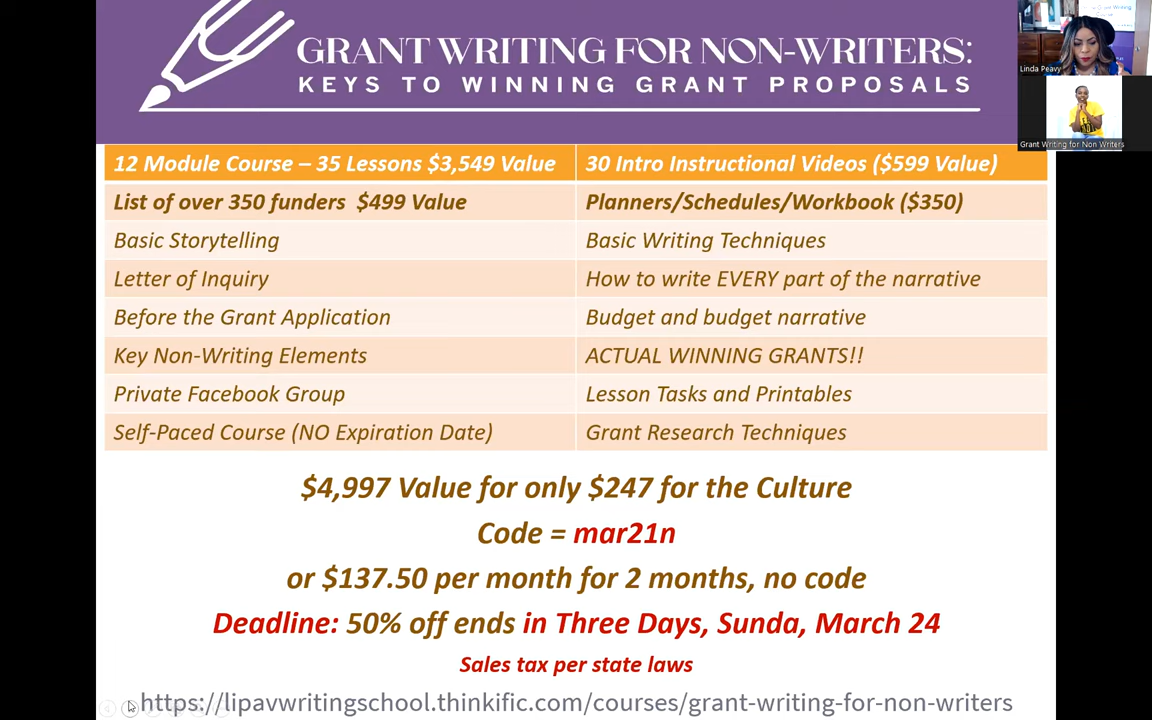 GRANT WRITING FOR NON-WRITERS:
KEYS TO WINNING GRANT PROPOSALS
Linda Peavy
Grant Writing for Non Writers
12 Module Course – 35 Lessons $3,549 Value
30 Intro Instructional Videos ($599 Value)
List of over 350 funders $499 Value
Planners/Schedules/Workbook ($350)
Basic Storytelling
Basic Writing Techniques
Letter of Inquiry
How to write EVERY part of the narrative
Before the Grant Application
Budget and budget narrative
Key Non-Writing Elements
ACTUAL WINNING GRANTS!!
Private Facebook Group
Lesson Tasks and Printables
Self-Paced Course (NO Expiration Date)
Grant Research Techniques
$4,997 Value for only $247 for the Culture
Code = mar21n
or $137.50 per month for 2 months, no code
Deadline: 50% off ends in Three Days, Sunda, March 24
Sales tax per state laws
https://lipavwritingschool.thinkific.com/courses/grant-writing-for-non-writers